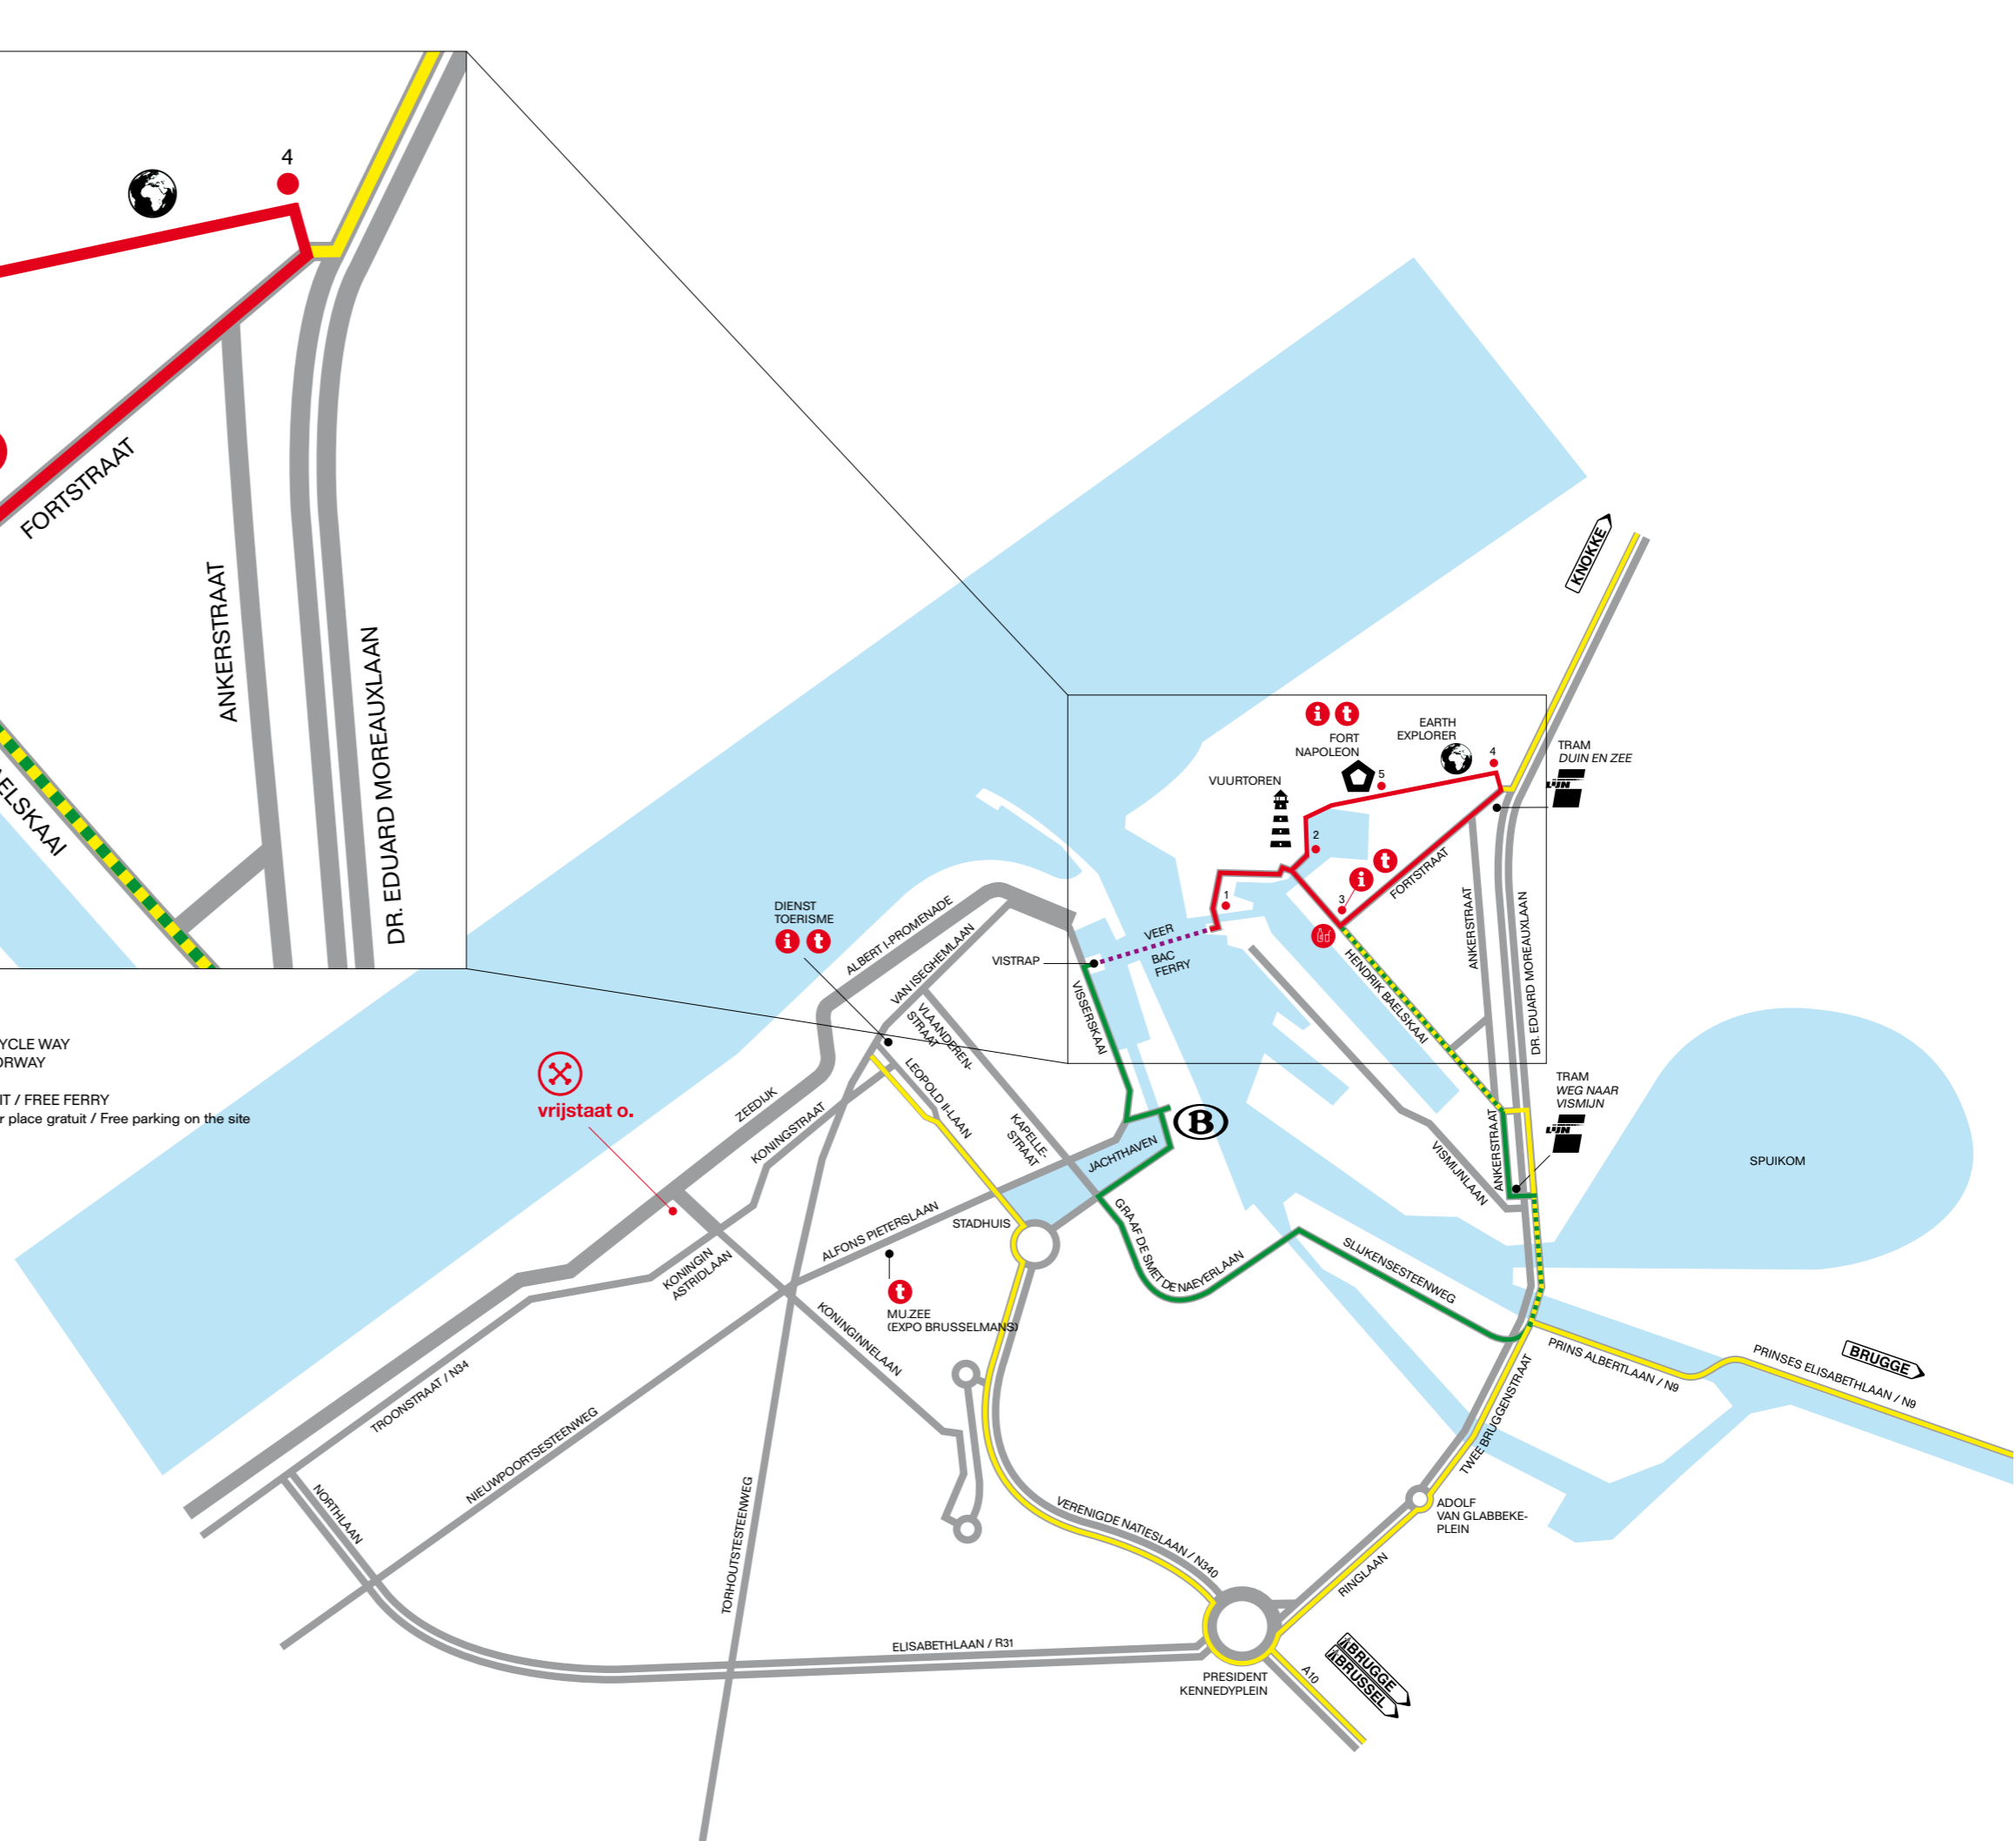 4
FORTSTRAAT
ANKERSTRAAT
DR. EDUARD MOREAUXLAAN
AELSKAAI
YCLE WAY
ORWAY
IT / FREE FERRY
r place gratuit / Free parking on the site
KNOKKE
i t
FORT
NAPOLEON
EARTH
EXPLORER
4
5
TRAM
DUIN EN ZEE
LIJN
VUURTOREN
2
t
i
3
1
FORTSTRAAT
ANKERSTRAAT
DR. EDUARD MOREAUXLAAN
HENDRIK BAELSKAAI
VEER
BAC
FERRY
VISTRAP
VISSERSKAAI
DIENST
TOERISME
i t
ALBERT I-PROMENADE
VAN ISEGHEMLAAN
VLAANDEREN-
STRAAT
LEOPOLD II-LAAN
KAPELLE-
STRAAT
ZEEDIJK
KONINGSTRAAT
vrijstaat o.
B
JACHTHAVEN
TRAM
WEG NAAR
VISMIJN
LIJN
ANKERSTRAAT
VISMIJNLAAN
SPUIKOM
STADHUIS
ALFONS PIETERSLAAN
GRAAF DE SMET DE NAEYERLAAN
SLIJKENSESTEENWEG
KONINGIN
ASTRIDLAAN
t
MU.ZEE
(EXPO BRUSSELMANS)
KONINGINNELAAN
PRINS ALBERTLAAN / N9
PRINSES ELISABETHLAAN / N9
BRUGGE
TWEEBRUGGENSTRAAT
TROONSTRAAT / N34
NIEUWPOORTSESTEENWEG
NORTHLAAN
TORHOUTSESTEENWEG
VERENIGDE NATIESLAAN / N340
ADOLF
VAN GLABBEKE-
PLEIN
RINGLAAN
ELISABETHLAAN / R31
PRESIDENT
KENNEDYPLEIN
A10
BRUGGE
BRUSSEL